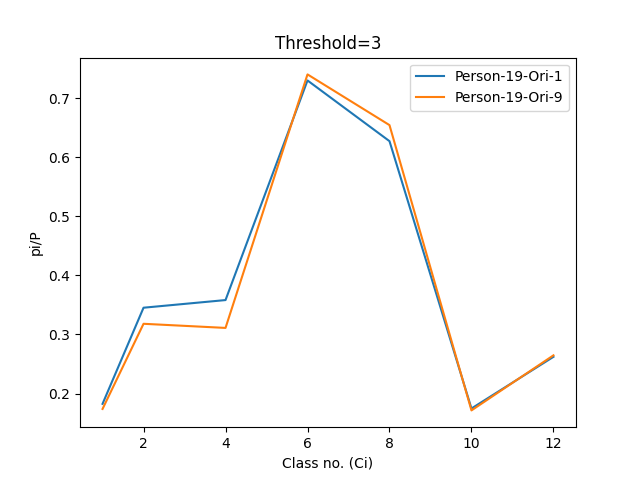 Threshold=3
Person-19-Ori-1
Person-19-Ori-9
0.7
0.6
0.5
0.4
0.3
0.2
pi/P
2 4 6 8 10 12
Class no. (Ci)